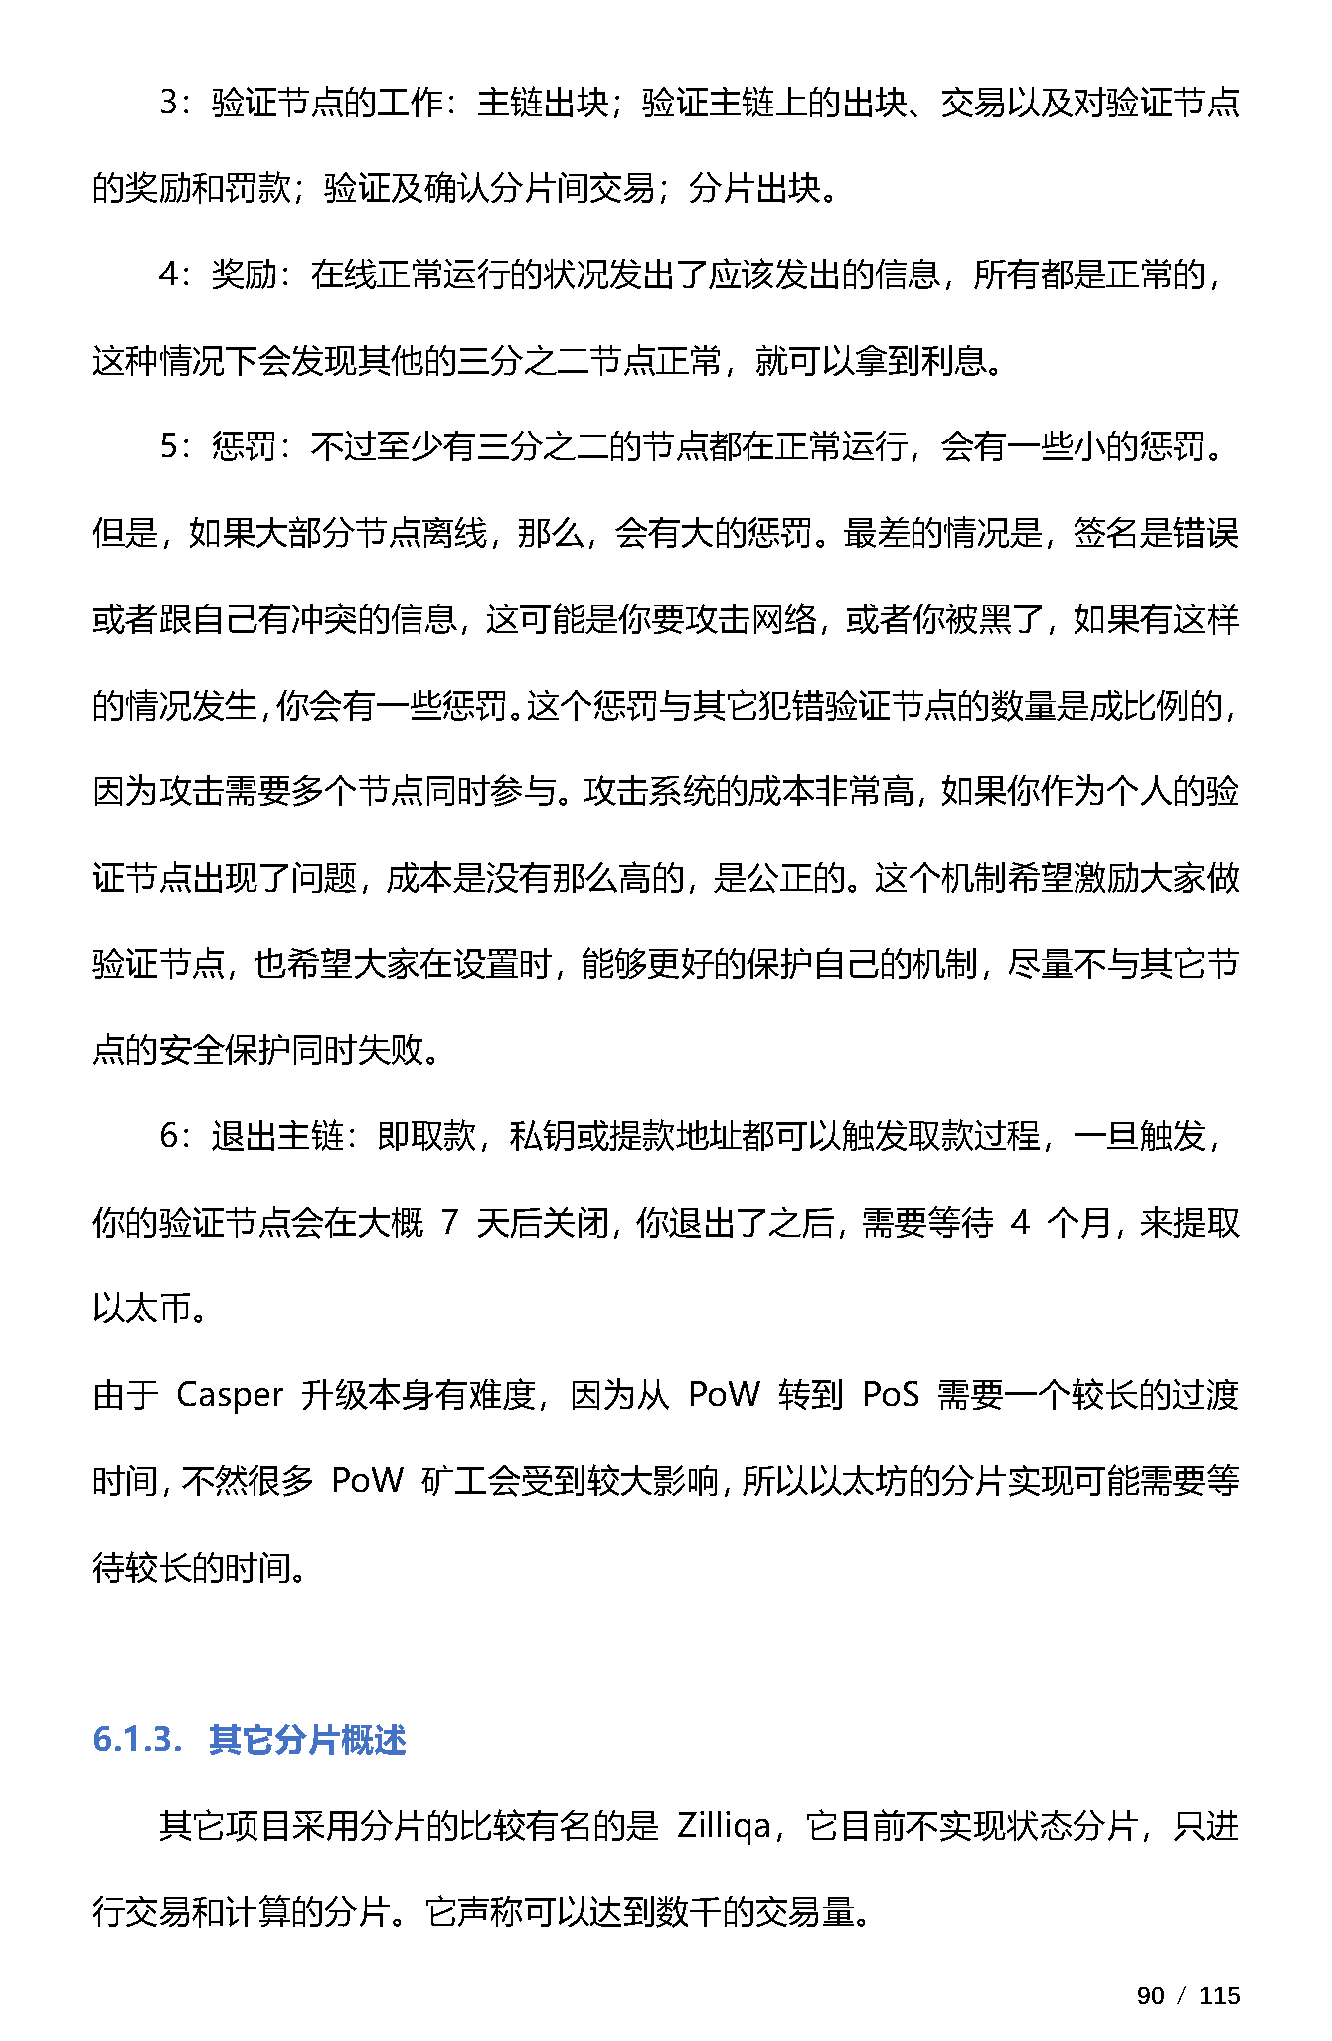 3：验证节点的工作：主链出块；验证主链上的出块、交易以及对验证节点
的奖励和罚款；验证及确认分片间交易；分片出块。
4：奖励：在线正常运行的状况发出了应该发出的信息，所有都是正常的，
这种情况下会发现其他的三分之二节点正常，就可以拿到利息。
5：惩罚：不过至少有三分之二的节点都在正常运行，会有一些小的惩罚。
但是，如果大部分节点离线，那么，会有大的惩罚。最差的情况是，签名是错误
或者跟自己有冲突的信息，这可能是你要攻击网络，或者你被黑了，如果有这样
的情况发生，你会有一些惩罚。这个惩罚与其它犯错验证节点的数量是成比例的，
因为攻击需要多个节点同时参与。攻击系统的成本非常高，如果你作为个人的验
证节点出现了问题，成本是没有那么高的，是公正的。这个机制希望激励大家做
验证节点，也希望大家在设置时，能够更好的保护自己的机制，尽量不与其它节
点的安全保护同时失败。
6：退出主链：即取款，私钥或提款地址都可以触发取款过程，一旦触发，
你的验证节点会在大概 7 天后关闭，你退出了之后，需要等待 4 个月，来提取
以太币。
由于 Casper 升级本身有难度，因为从 PoW 转到 PoS 需要一个较长的过渡
时间，不然很多 PoW 矿工会受到较大影响，所以以太坊的分片实现可能需要等
待较长的时间。
6.1.3. 其它分片概述
其它项目采用分片的比较有名的是 Zilliqa，它目前不实现状态分片，只进
行交易和计算的分片。它声称可以达到数千的交易量。
90 / 115